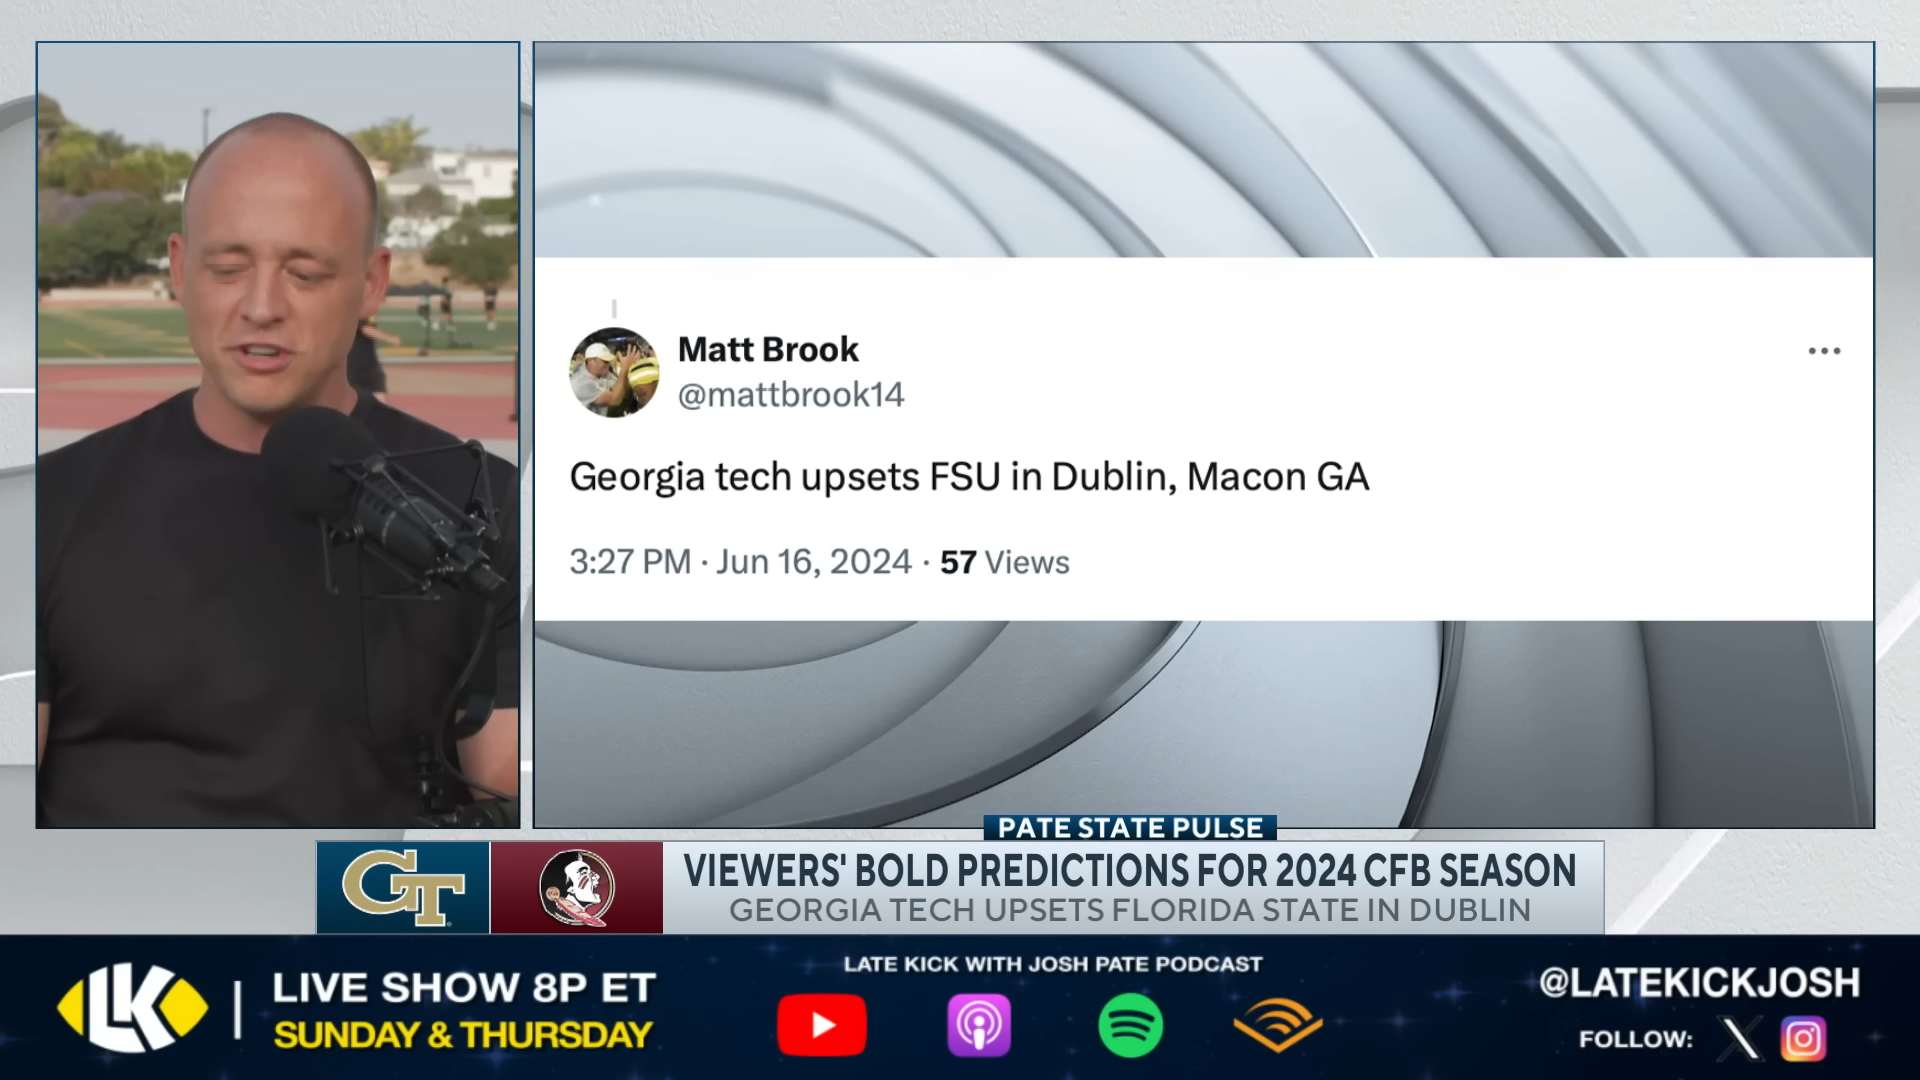 Matt Brook
@mattbrook14
Georgia tech upsets FSU in Dublin, Macon GA
3:27 PM · Jun 16, 2024 · 57 Views
PATE STATE PULSE
GT
VIEWERS' BOLD PREDICTIONS FOR 2024 CFB SEASON
GEORGIA TECH UPSETS FLORIDA STATE IN DUBLIN
LK
LIVE SHOW 8P ET
SUNDAY & THURSDAY
LATE KICK WITH JOSH PATE PODCAST
@LATEKICKJOSH
FOLLOW: